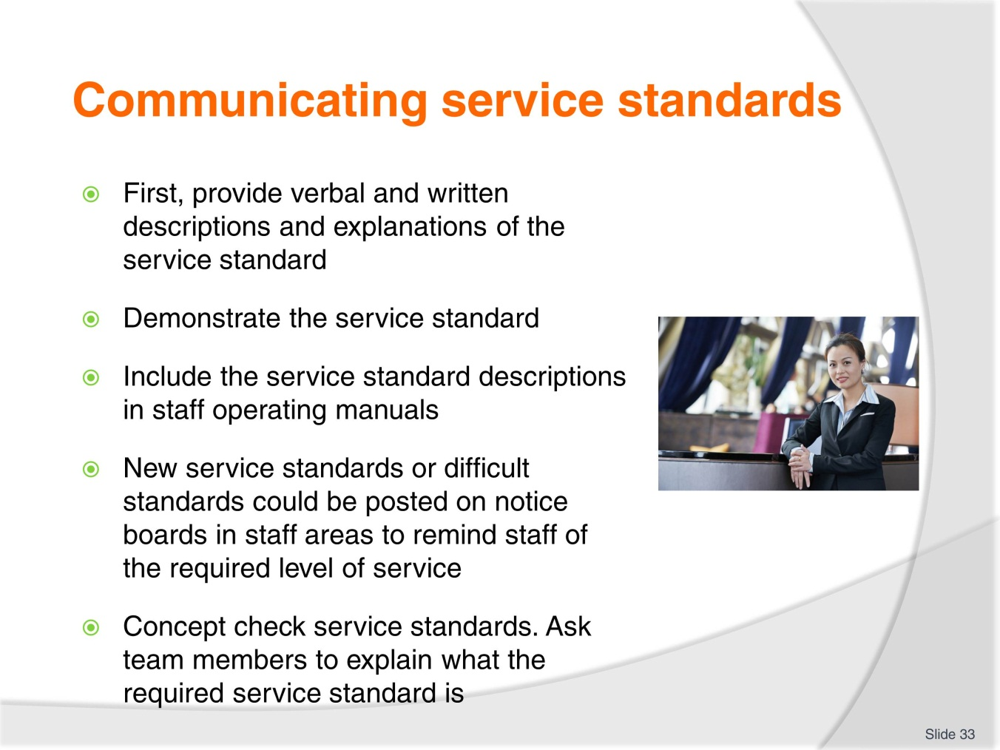 Communicating service standards
First, provide verbal and written
descriptions and explanations of the
service standard
Demonstrate the service standard
Include the service standard descriptions
in staff operating manuals
New service standards or difficult
standards could be posted on notice
boards in staff areas to remind staff of
the required level of service
Concept check service standards. Ask
team members to explain what the
required service standard is
Slide 33